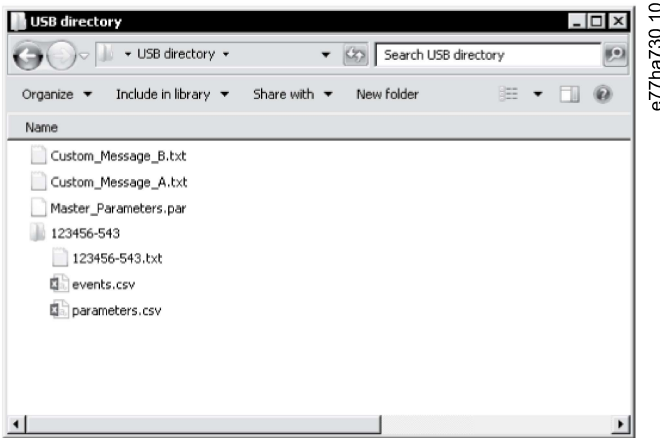 USB directory
USB directory
Search USB directory
Organize
Include in library
Share with
New folder
Name
Custom_Message_B.txt
Custom_Message_A.txt
Master_Parameters.par
123456-543
123456-543.txt
events.csv
parameters.csv
e77ha730.10